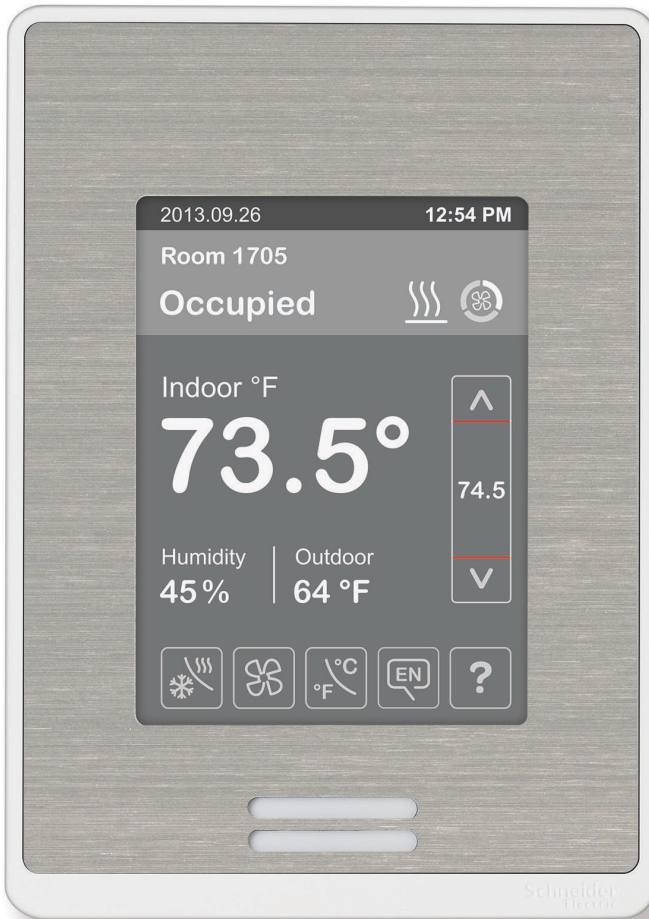 2013.09.26 12:54 PM
Room 1705
Occupied
Indoor °F
73.5°
74.5
Humidity
45%
Outdoor
64 °F
°C
°F
EN
?
Schneider
Electric